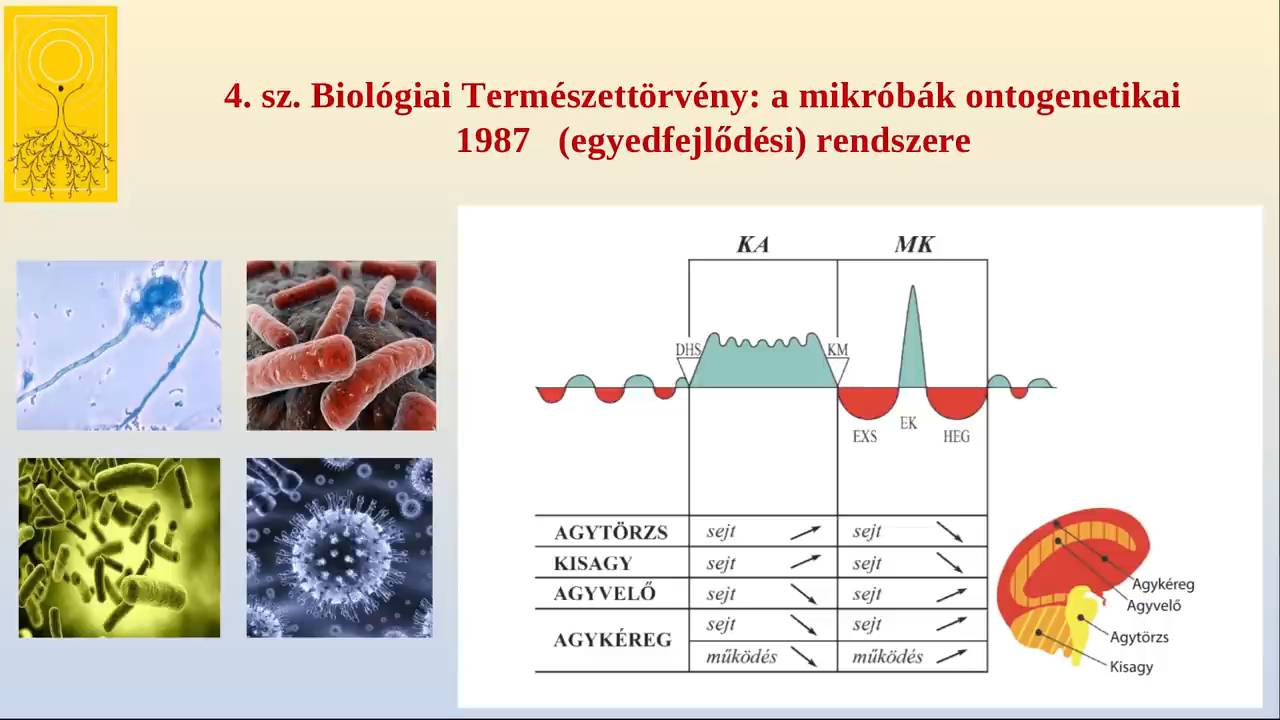 4. sz. Biológiai Természettörvény: a mikróbák ontogenetikai
1987 (egyedfejlődési) rendszere
KA MK
DHS KM
EXS EK HEG
AGYTÖRZS sejt sejt
KISAGY sejt sejt
AGYVELŐ sejt sejt
AGYKÉREG sejt sejt
működés működés
Agykéreg
Agyvelő
Agytörzs
Kisagy